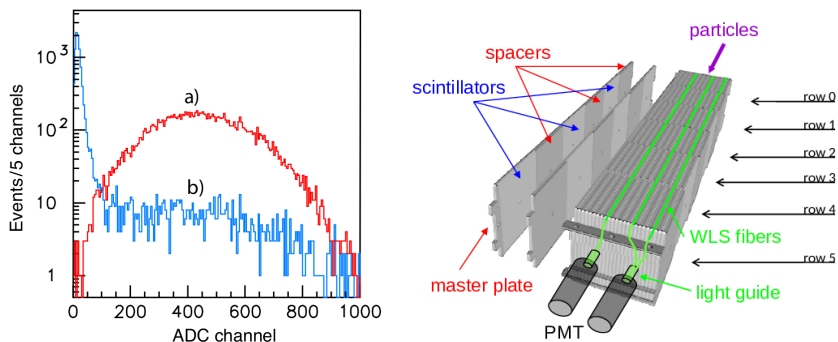 Events/5 channels
10³
10²
10
1
a)
b)
0 200 400 600 800 1000
ADC channel
particles
spacers
scintillators
row 0
row 1
row 2
row 3
row 4
WLS fibers
row 5
master plate
light guide
PMT